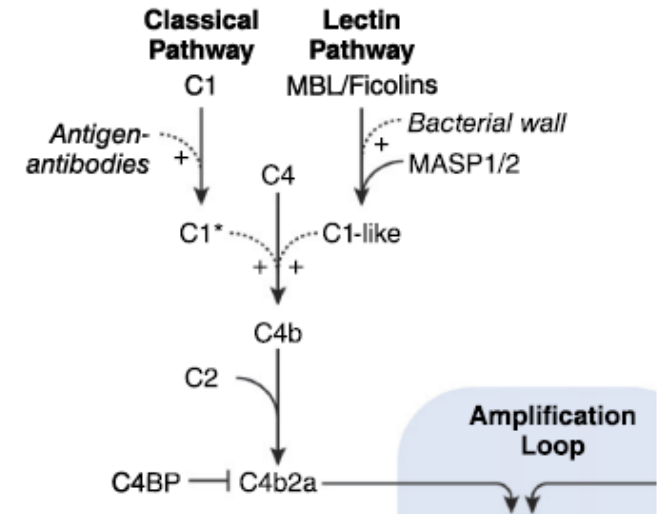 Classical
Pathway
Lectin
Pathway
C1
MBL/Ficolins
Antigen-
antibodies
+
Bacterial wall
+
MASP1/2
C4
C1*
C1-like
+ +
C4b
C2
Amplification
Loop
C4BP
C4b2a